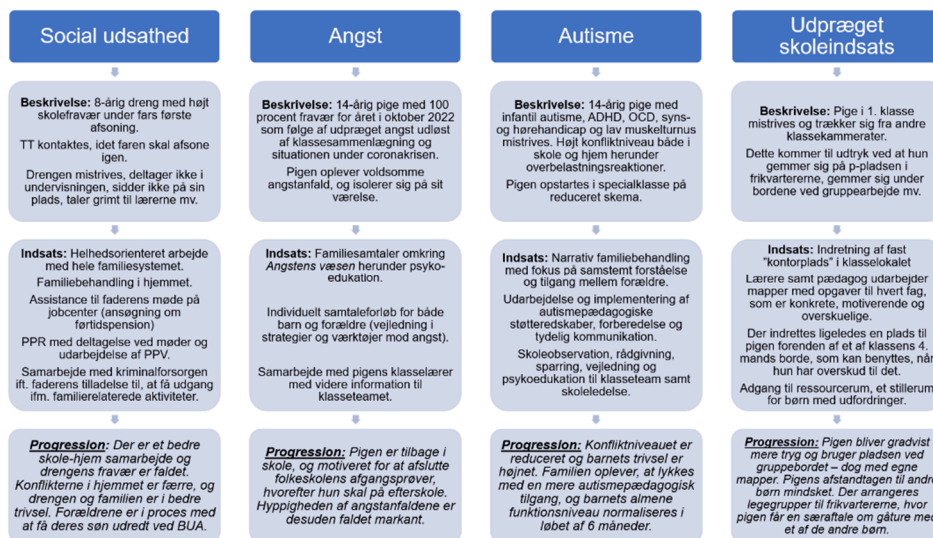 Social udsathed
Beskrivelse: 8-årig dreng med højt
skolefravær under fars første
afsoning.
TT kontaktes, idet faren skal afsone
igen.
Drengen mistrives, deltager ikke i
undervisningen, sidder ikke på sin
plads, taler grimt til lærerne mv.
Indsats: Helhedsorienteret arbejde
med hele familiesystemet.
Familiebehandling i hjemmet.
Assistance til faderens møde på
jobcenter (ansøgning om
førtidspension)
PPR med deltagelse ved møder og
udarbejdelse af PPV.
Samarbejde med kriminalforsorgen
ift. faderens tilladelse til, at få udgang
ifm. familierelaterede aktiviteter.
Progression: Der er et bedre
skole-hjem samarbejde og
drengens fravær er faldet.
Konflikterne i hjemmet er færre, og
drengen og familien er i bedre
trivsel. Forældrene er i proces med
at få deres søn udredt ved BUA.
Angst
Beskrivelse: 14-årig pige med 100
procent fravær for året i oktober 2022
som følge af udpræget angst udløst
af klassesammenlægning og
situationen under coronakrisen.
Pigen oplever voldsomme
angstanfald, og isolerer sig på sit
værelse.
Indsats: Familiesamtaler omkring
Angstens væsen herunder psyko-
edukation.
Individuelt samtaleforløb for både
barn og forældre (vejledning i
strategier og værktøjer mod angst).
Samarbejde med pigens klasselærer
med videre information til
klasseteamet.
Progression: Pigen er tilbage i
skole, og motiveret for at afslutte
folkeskolens afgangsprøver,
hvorefter hun skal på efterskole.
Hyppigheden af angstanfaldene er
desuden faldet markant.
Autisme
Beskrivelse: 14-årig pige med
infantil autisme, ADHD, OCD, syns-
og hørehandicap og lav muskelturnus
mistrives. Højt konfliktniveau både i
skole og hjem herunder
overbelastningsreaktioner.
Pigen opstartes i specialklasse på
reduceret skema.
Indsats: Narrativ familiebehandling
med fokus på samstemt forståelse
og tilgang mellem forældre.
Udarbejdelse og implementering af
autismepædagogiske
støtteredskaber, forberedelse og
tydelig kommunikation.
Skoleobservation, rådgivning,
sparring, vejledning og
psykoedukation til klasseteam samt
skoleledelse.
Progression: Konfliktniveauet er
reduceret og barnets trivsel er
højnet. Familien oplever, at lykkes
med en mere autismepædagogisk
tilgang, og barnets almene
funktionsniveau normaliseres i
løbet af 6 måneder.
Udpræget
skoleindsats
Beskrivelse: Pige i 1. klasse
mistrives og trækker sig fra andre
klassekammerater.
Dette kommer til udtryk ved at hun
gemmer sig på p-pladsen i
frikvartererne, gemmer sig under
bordene ved gruppearbejde mv.
Indsats: Indretning af fast
"kontorplads" i klasselokalet
Lærere samt pædagog udarbejder
mapper med opgaver til hvert fag,
som er konkrete, motiverende og
overskuelige.
Der indrettes ligeledes en plads til
pigen forenden af et af klassens 4.
mands borde, som kan benyttes, når
hun har overskud til det.
Adgang til ressourcerum, et stillerum
for børn med udfordringer.
Progression: Pigen bliver gradvist
mere tryg og bruger pladsen ved
gruppebordet – dog med egne
mapper. Pigens afstandtagen til andre
børn mindsket. Der arrangeres
legegrupper til frikvartererne, hvor
pigen får en særaftale om gåture med
et af de andre børn.